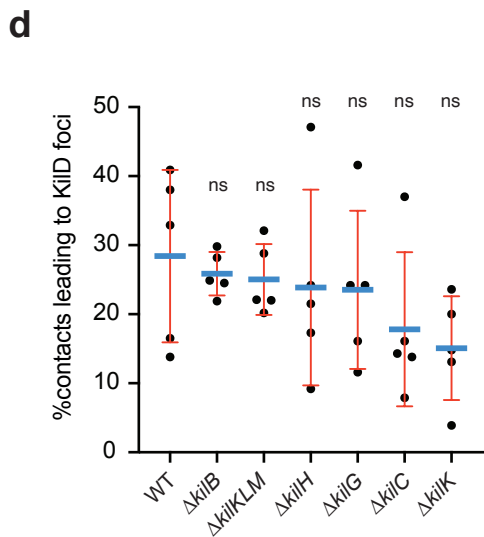 d
ns ns ns ns
ns ns
50
40
30
20
10
0
%contacts leading to KilD foci
WT ΔkilB ΔkilKLM ΔkilH ΔkilG ΔkilC ΔkilK